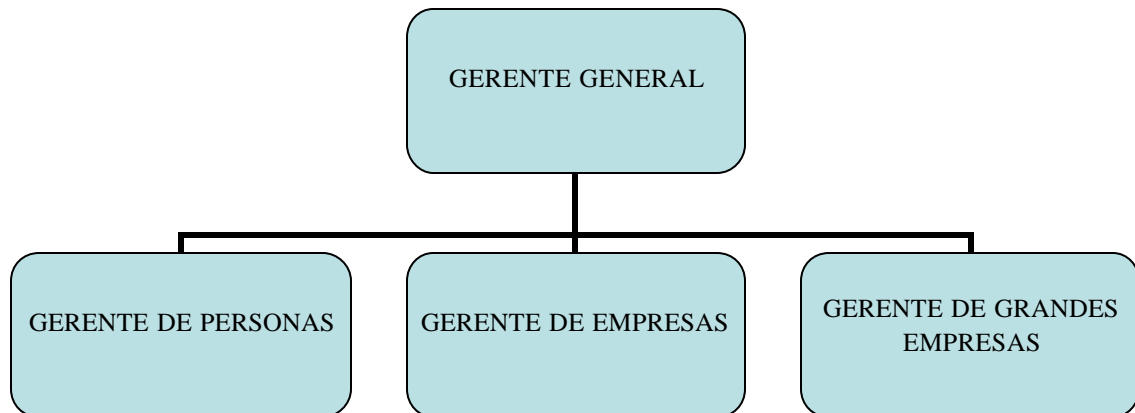 GERENTE GENERAL
GERENTE DE PERSONAS
GERENTE DE EMPRESAS
GERENTE DE GRANDES
EMPRESAS